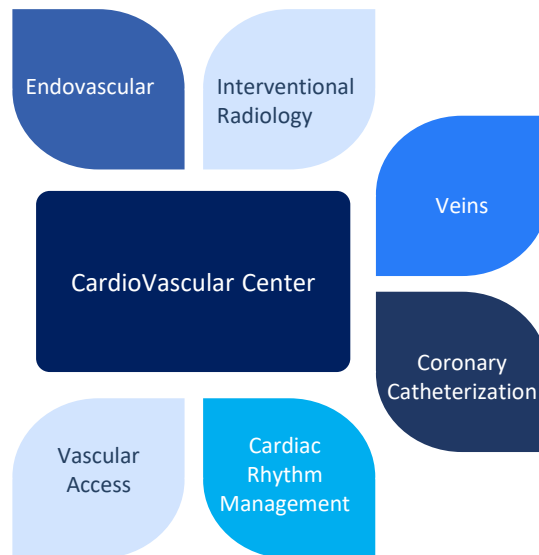 Endovascular
Interventional
Radiology
Veins
CardioVascular Center
Coronary
Catheterization
Vascular
Access
Cardiac
Rhythm
Management